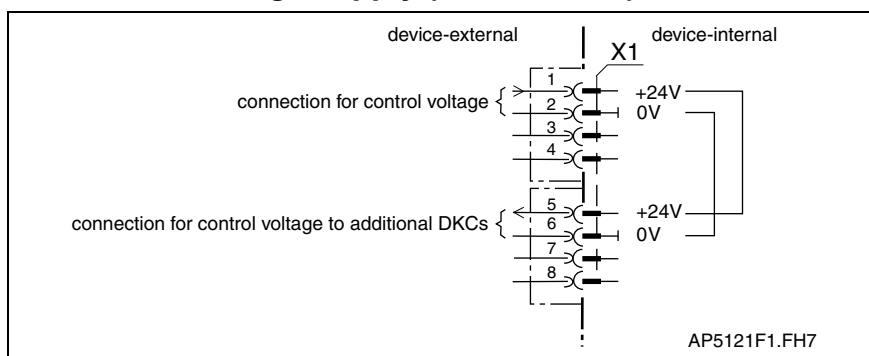 device-external
device-internal
X1
1
+24V
connection for control voltage
2
0V
3
4
5
+24V
connection for control voltage to additional DKCs
6
0V
7
8
AP5121F1.FH7